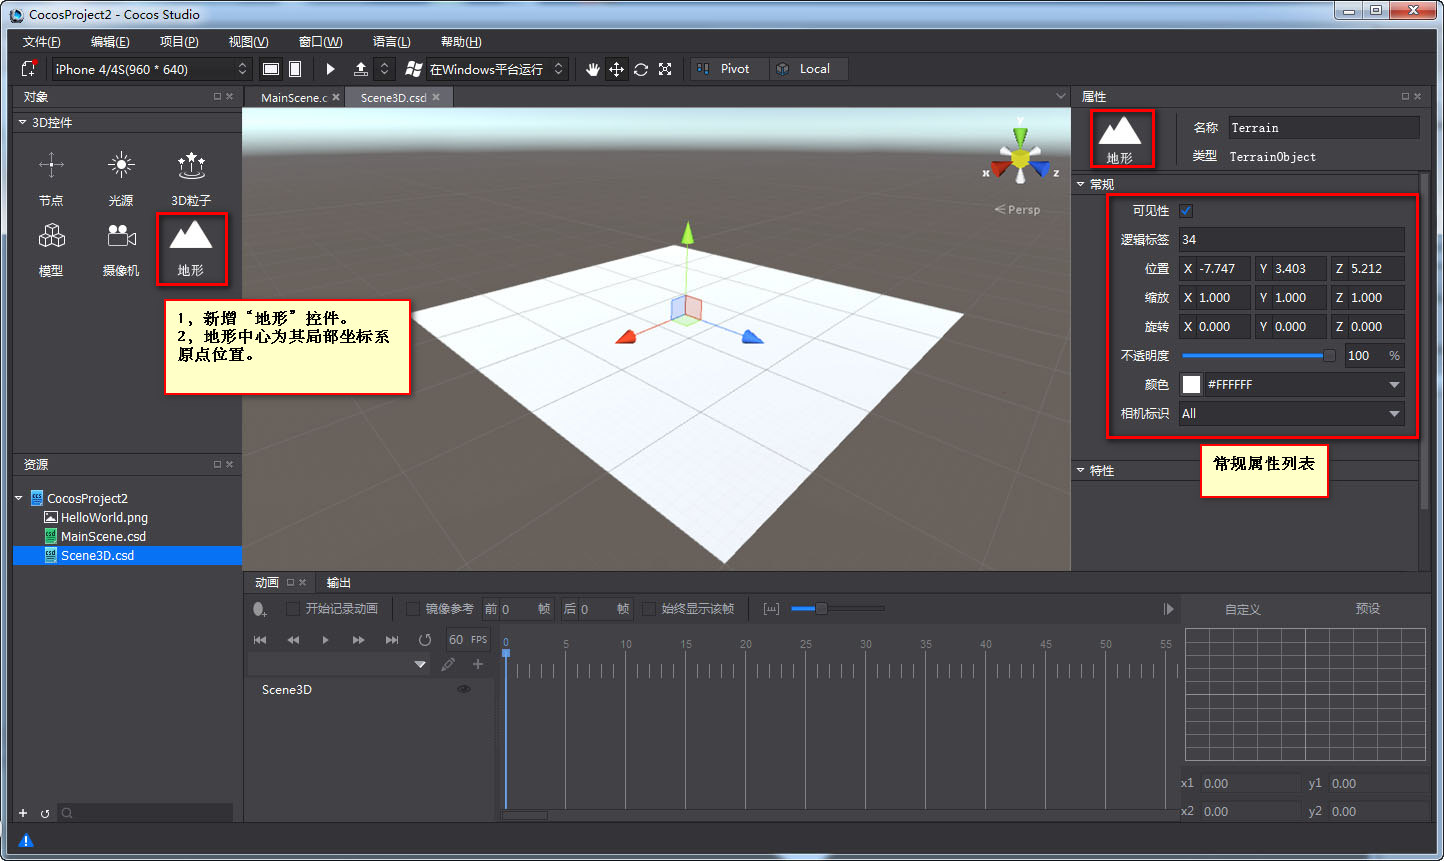 CocosProject2 - Cocos Studio
文件(F) 编辑(E) 项目(P) 视图(V) 窗口(W) 语言(L) 帮助(H)
iPhone 4/4S(960 * 640) 在Windows平台运行 Pivot Local
对象
3D控件
节点 光源 3D粒子
模型 摄像机 地形
1，新增“地形”控件。
2，地形中心为其局部坐标系
原点位置。
资源
CocosProject2
HelloWorld.png
MainScene.csd
Scene3D.csd
MainScene.c Scene3D.csd
y
x z
Persp
属性
地形
名称 Terrain
类型 TerrainObject
常规
可见性
逻辑标签 34
位置 X -7.747 Y 3.403 Z 5.212
缩放 X 1.000 Y 1.000 Z 1.000
旋转 X 0.000 Y 0.000 Z 0.000
不透明度 100 %
颜色 #FFFFFF
相机标识 All
常规属性列表
特性
动画 输出
开始记录动画 镜像参考 前 0 帧 后 0 帧 始终显示该帧
60 FPS
0 5 10 15 20 25 30 35 40 45 50 55
Scene3D
自定义 预设
x1 0.00 y1 0.00
x2 0.00 y2 0.00